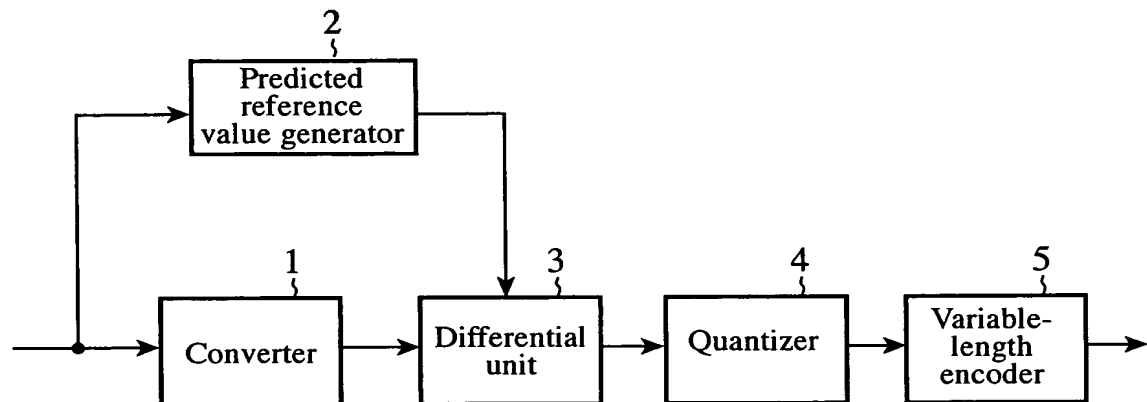 2
Predicted
reference
value generator
1
3
4
5
Converter
Differential
unit
Quantizer
Variable-
length
encoder